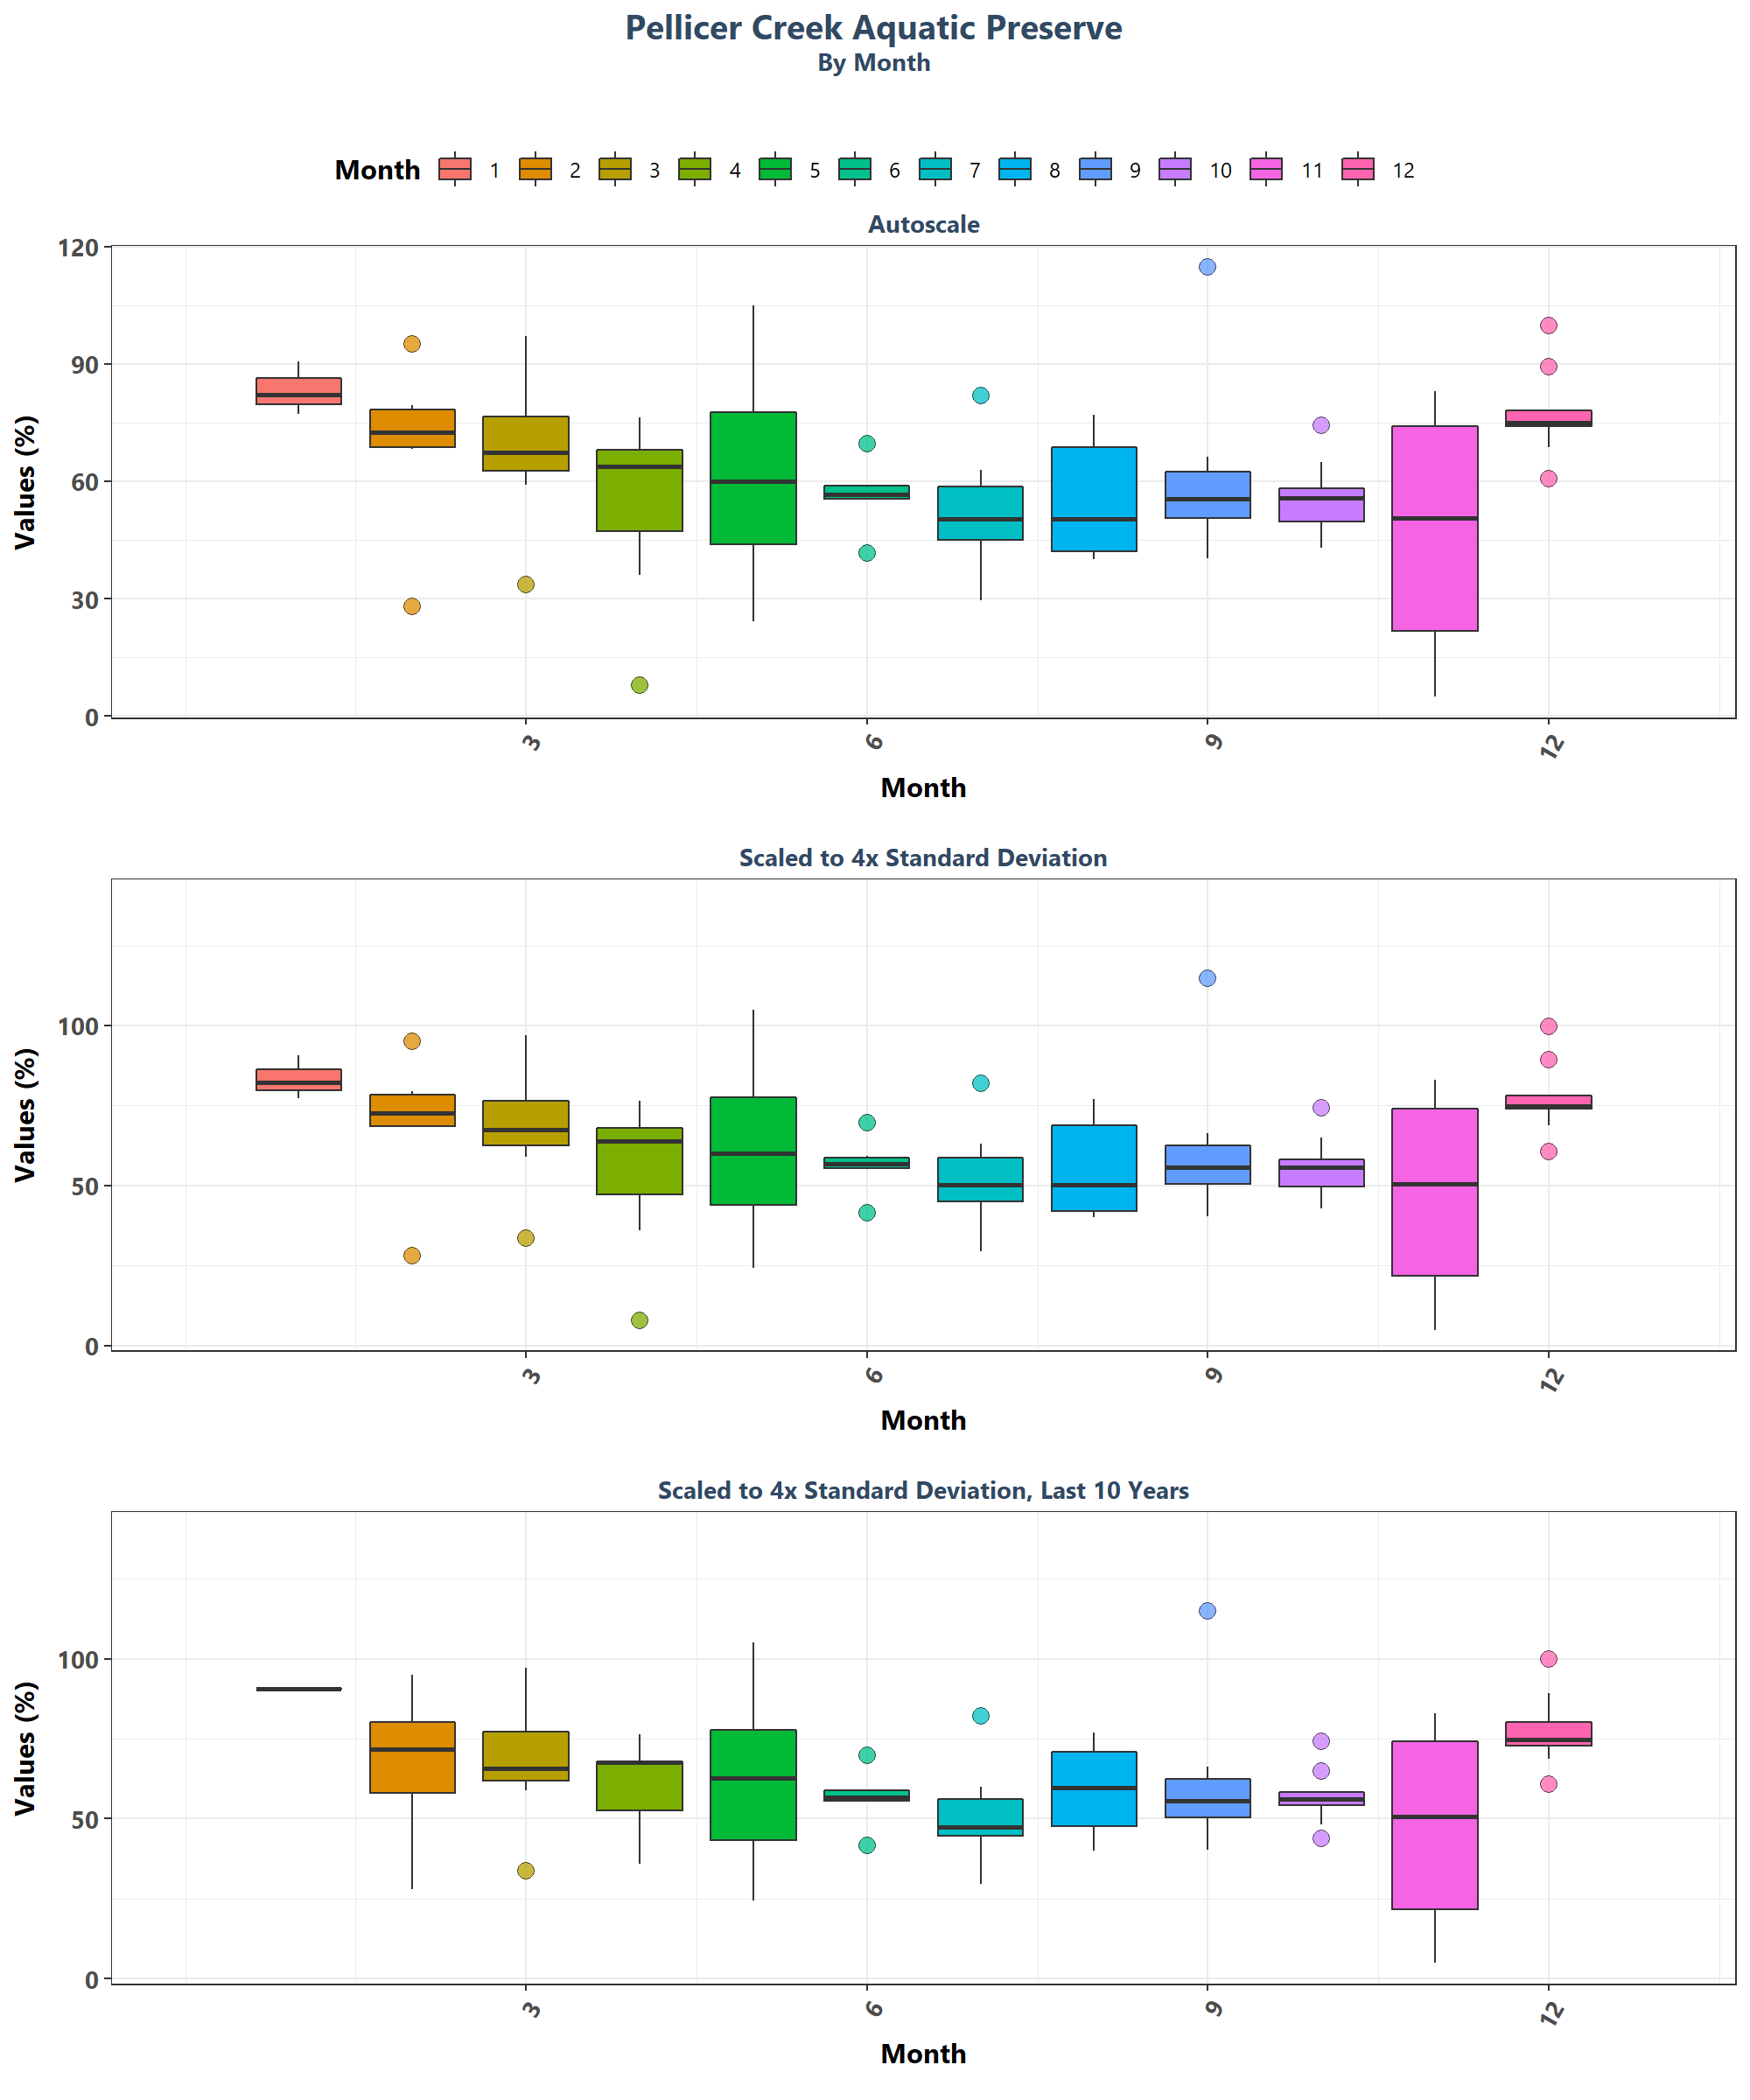 Pellicer Creek Aquatic Preserve
By Month
Month 1 2 3 4 5 6 7 8 9 10 11 12
Autoscale
120
90
60
30
0
Values (%)
3 6 9 12
Month
Scaled to 4x Standard Deviation
100
50
0
Values (%)
3 6 9 12
Month
Scaled to 4x Standard Deviation, Last 10 Years
100
50
0
Values (%)
3 6 9 12
Month